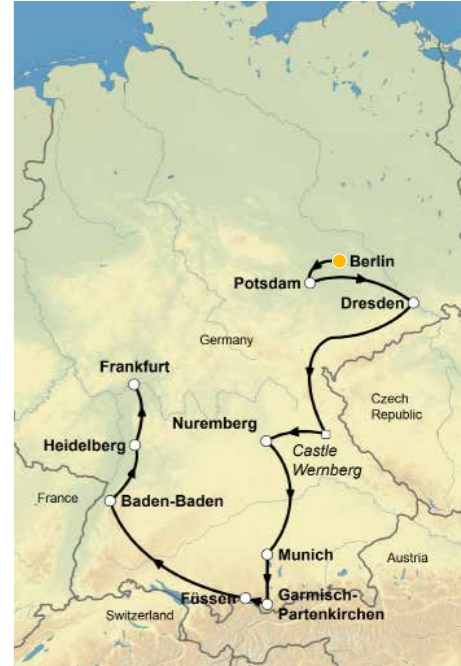 Berlin
Potsdam
Dresden
Germany
Frankfurt
Czech
Republic
Nuremberg
Heidelberg
Castle
Wernberg
France
Baden-Baden
Munich
Austria
Füssen
Garmisch-
Partenkirchen
Switzerland